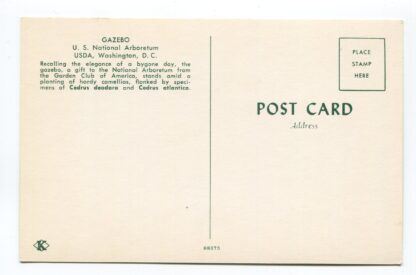 GAZEBO
U. S. National Arboretum
USDA, Washington, D. C.
Recalling the elegance of a bygone day, the
gazebo, a gift to the National Arboretum from
the Garden Club of America, stands amid a
planting of hardy camellias, flanked by speci-
mens of Cedrus deodara and Cedrus atlantica.
PLACE
STAMP
HERE
POST CARD
Address
K